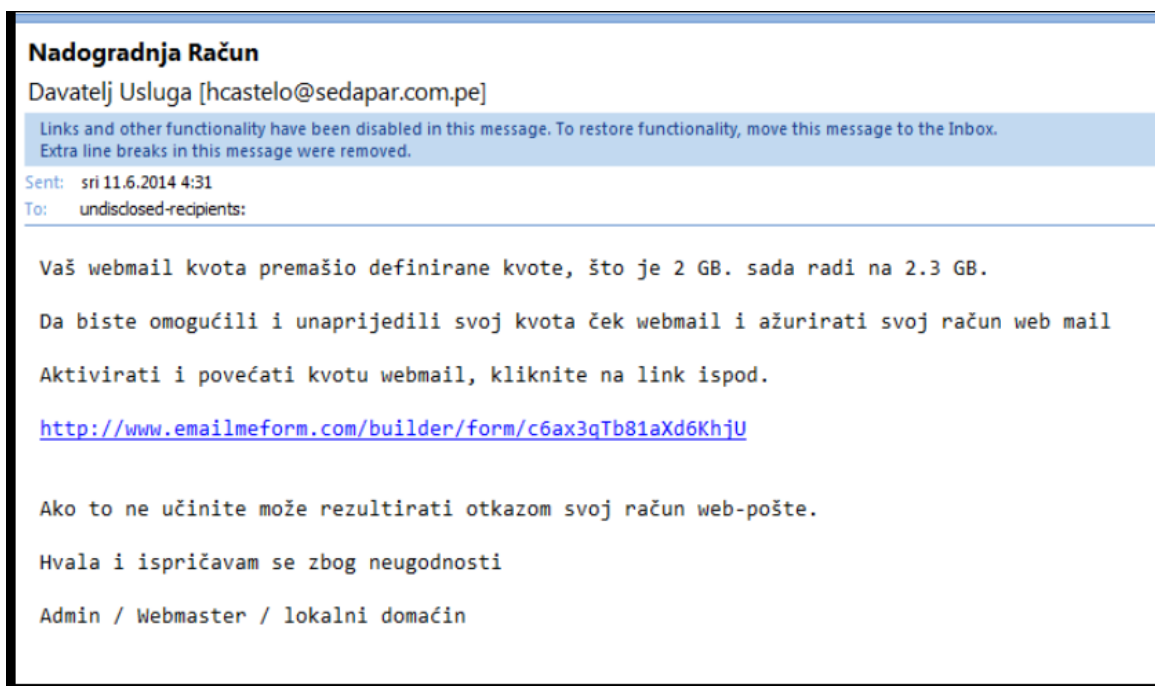 Nadogradnja Račun
Davatelj Usluga [hcastelo@sedapar.com.pe]
Links and other functionality have been disabled in this message. To restore functionality, move this message to the Inbox.
Extra line breaks in this message were removed.
Sent: sri 11.6.2014 4:31
To: undisclosed-recipients:
Vaš webmail kvota premašio definirane kvote, što je 2 GB. sada radi na 2.3 GB.
Da biste omogućili i unaprijedili svoj kvota ček webmail i ažurirati svoj račun web mail
Aktivirati i povećati kvotu webmail, kliknite na link ispod.
http://www.emailmeform.com/builder/form/c6ax3qTb81aXd6KhjU
Ako to ne učinite može rezultirati otkazom svoj račun web-pošte.
Hvala i ispričavam se zbog neugodnosti
Admin / Webmaster / lokalni domaćin